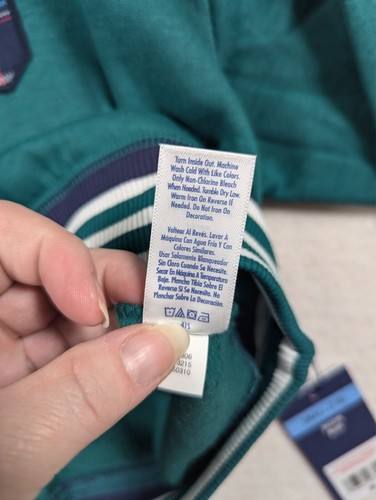 Turn Inside Out. Machine
Wash Cold With Like Colors.
Only Non-Chlorine Bleach
When Needed. Tumble Dry Low.
Warm Iron on Reverse If
Needed. Do Not Iron On
Decoration.
Voltear Al Revés. Lavar A
Máquina Con Agua Fría Y Con
Colores Similares.
Usar Solamente Blanqueador
Sin Cloro Cuando Se Necesite.
Secar En Máquina A Temperatura
Baja. Plancha Tibia Sobre El
Reverso Si Se Necesite. No
Planchar Sobre La Decoración.